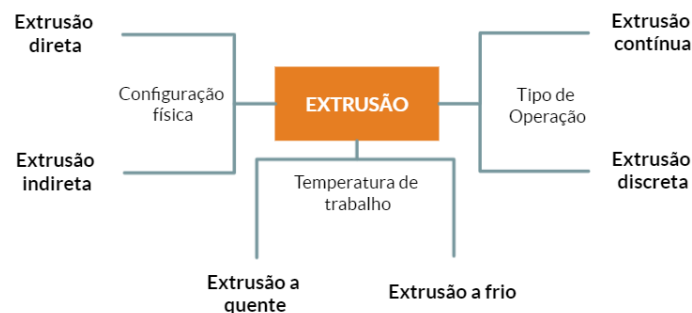 Extrusão
direta
Configuração
física
Extrusão
indireta
EXTRUSÃO
Temperatura de
trabalho
Extrusão a
quente
Extrusão a frio
Extrusão
contínua
Tipo de
Operação
Extrusão
discreta